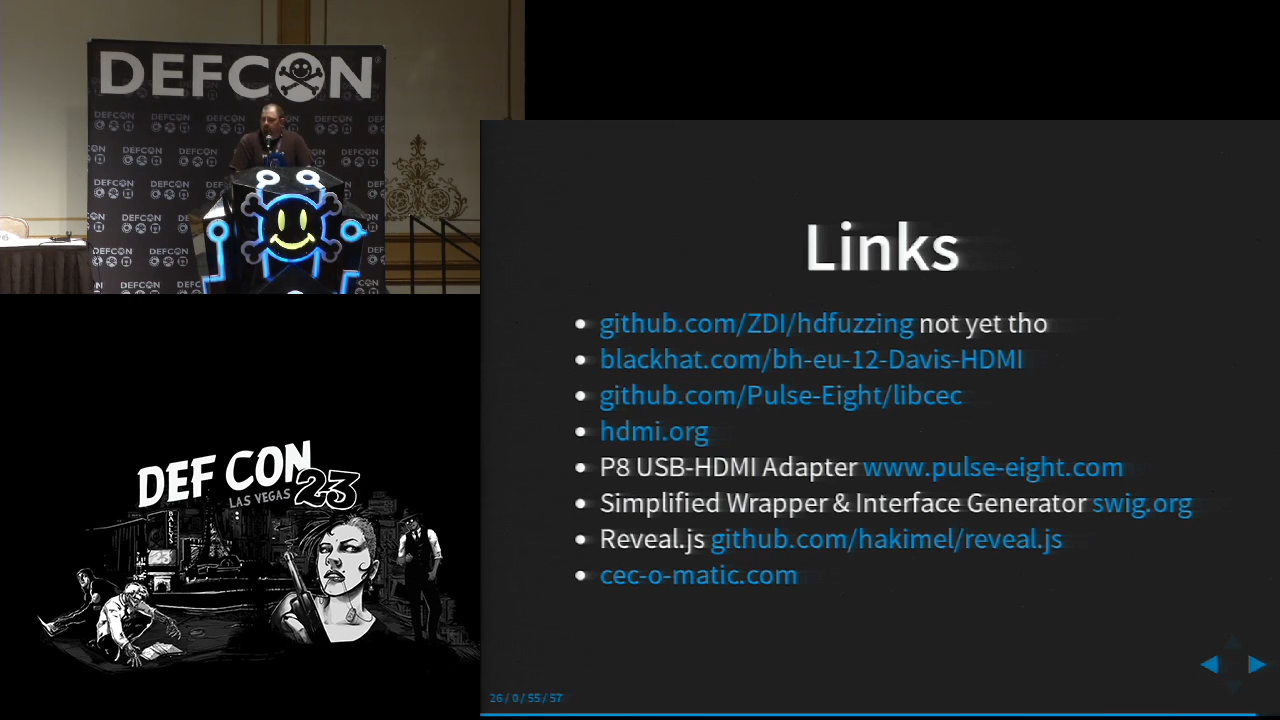 DEFCON
Links
github.com/ZDI/hdfuzzing not yet tho
blackhat.com/bh-eu-12-Davis-HDMI
github.com/Pulse-Eight/libcec
hdmi.org
P8 USB-HDMI Adapter www.pulse-eight.com
Simplified Wrapper & Interface Generator swig.org
Reveal.js github.com/hakimel/reveal.js
cec-o-matic.com
26 / 0 / 55 / 57
DEF CON
LAS VEGAS 23
BALLY'S